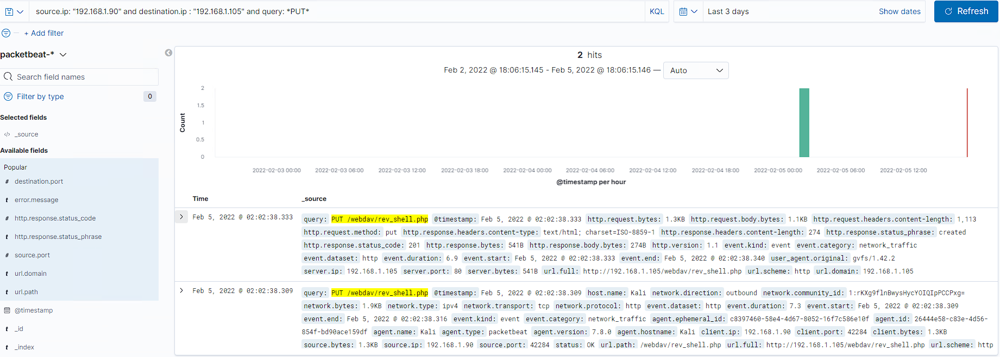 source.ip: "192.168.1.90" and destination.ip : "192.168.1.105" and query: *PUT*
KQL
Last 3 days
Show dates
Refresh
+ Add filter
packetbeat-*
Search field names
Filter by type
0
Selected fields
_source
Available fields
Popular
# destination.port
t error.message
# http.response.status_code
t http.response.status_phrase
# source.port
t url.domain
t url.path
@timestamp
t _id
t _index
2 hits
Feb 2, 2022 @ 18:06:15.145 - Feb 5, 2022 @ 18:06:15.146 —
Auto
Count
2
1.5
1
0.5
0
2022-02-03 00:00 2022-02-03 06:00 2022-02-03 12:00 2022-02-03 18:00 2022-02-04 00:00 2022-02-04 06:00 2022-02-04 12:00 2022-02-04 18:00 2022-02-05 00:00 2022-02-05 06:00 2022-02-05 12:00
@timestamp per hour
Time _source
Feb 5, 2022 @ 02:02:38.333
query: PUT /webdav/rev_shell.php @timestamp: Feb 5, 2022 @ 02:02:38.333 http.request.bytes: 1.3KB http.request.body.bytes: 1.1KB http.request.headers.content-length: 1,113
http.request.method: put http.response.headers.content-type: text/html; charset=ISO-8859-1 http.response.headers.content-length: 274 http.response.status_phrase: created
http.response.status_code: 201 http.response.bytes: 541B http.response.body.bytes: 274B http.version: 1.1 event.kind: event event.category: network_traffic
event.dataset: http event.duration: 6.9 event.start: Feb 5, 2022 @ 02:02:38.333 event.end: Feb 5, 2022 @ 02:02:38.340 user_agent.original: gvfs/1.42.2
server.ip: 192.168.1.105 server.port: 80 server.bytes: 541B url.full: http://192.168.1.105/webdav/rev_shell.php url.scheme: http url.domain: 192.168.1.105
Feb 5, 2022 @ 02:02:38.309
query: PUT /webdav/rev_shell.php @timestamp: Feb 5, 2022 @ 02:02:38.309 host.name: Kali network.direction: outbound network.community_id: 1:rKXg9flnBwysHycYOIQIpPCCPxg=
network.bytes: 1.9KB network.type: ipv4 network.transport: tcp network.protocol: http event.dataset: http event.duration: 7.3 event.start: Feb 5, 2022 @ 02:02:38.309
event.end: Feb 5, 2022 @ 02:02:38.316 event.kind: event event.category: network_traffic agent.ephemeral_id: c8397460-58e4-4d67-8052-16f7c586e10f agent.id: 26444e58-c83e-4d56-
854f-bd90ace159df agent.name: Kali agent.type: packetbeat agent.version: 7.8.0 agent.hostname: Kali client.ip: 192.168.1.90 client.port: 42284 client.bytes: 1.3KB
source.bytes: 1.3KB source.ip: 192.168.1.90 source.port: 42284 status: OK url.path: /webdav/rev_shell.php url.full: http://192.168.1.105/webdav/rev_shell.php url.scheme: http